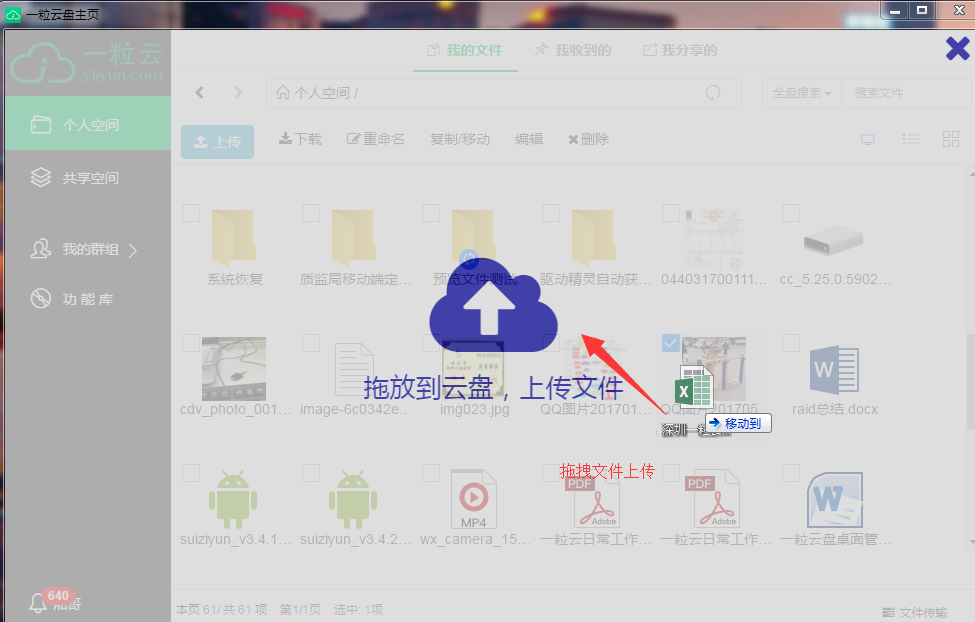 一粒云盘主页
一粒云
yliyun.com
我的文件
我收到的
我分享的
个人空间 /
全盘搜索
搜索文件
个人空间
上传
下载
重命名
复制/移动
编辑
删除
共享空间
我的群组
功 能 库
系统恢复
质监局移动端定...
预览文件测试
驱动精灵自动获...
044031700111...
cc_5.25.0.5902...
拖放到云盘，上传文件
cdv_photo_001...
image-6c0342e...
img023.jpg
QQ图片201701...
QQ图片201705...
raid总结.docx
移动到
拖拽文件上传
suiziyun_v3.4.1...
suiziyun_v3.4.2...
MP4
wx_camera_15...
PDF
Adobe
一粒云日常工作...
PDF
Adobe
一粒云日常工作...
一粒云盘桌面管...
640
本页 61/ 共 61 项
第1/1页
选中: 1项
文件传输